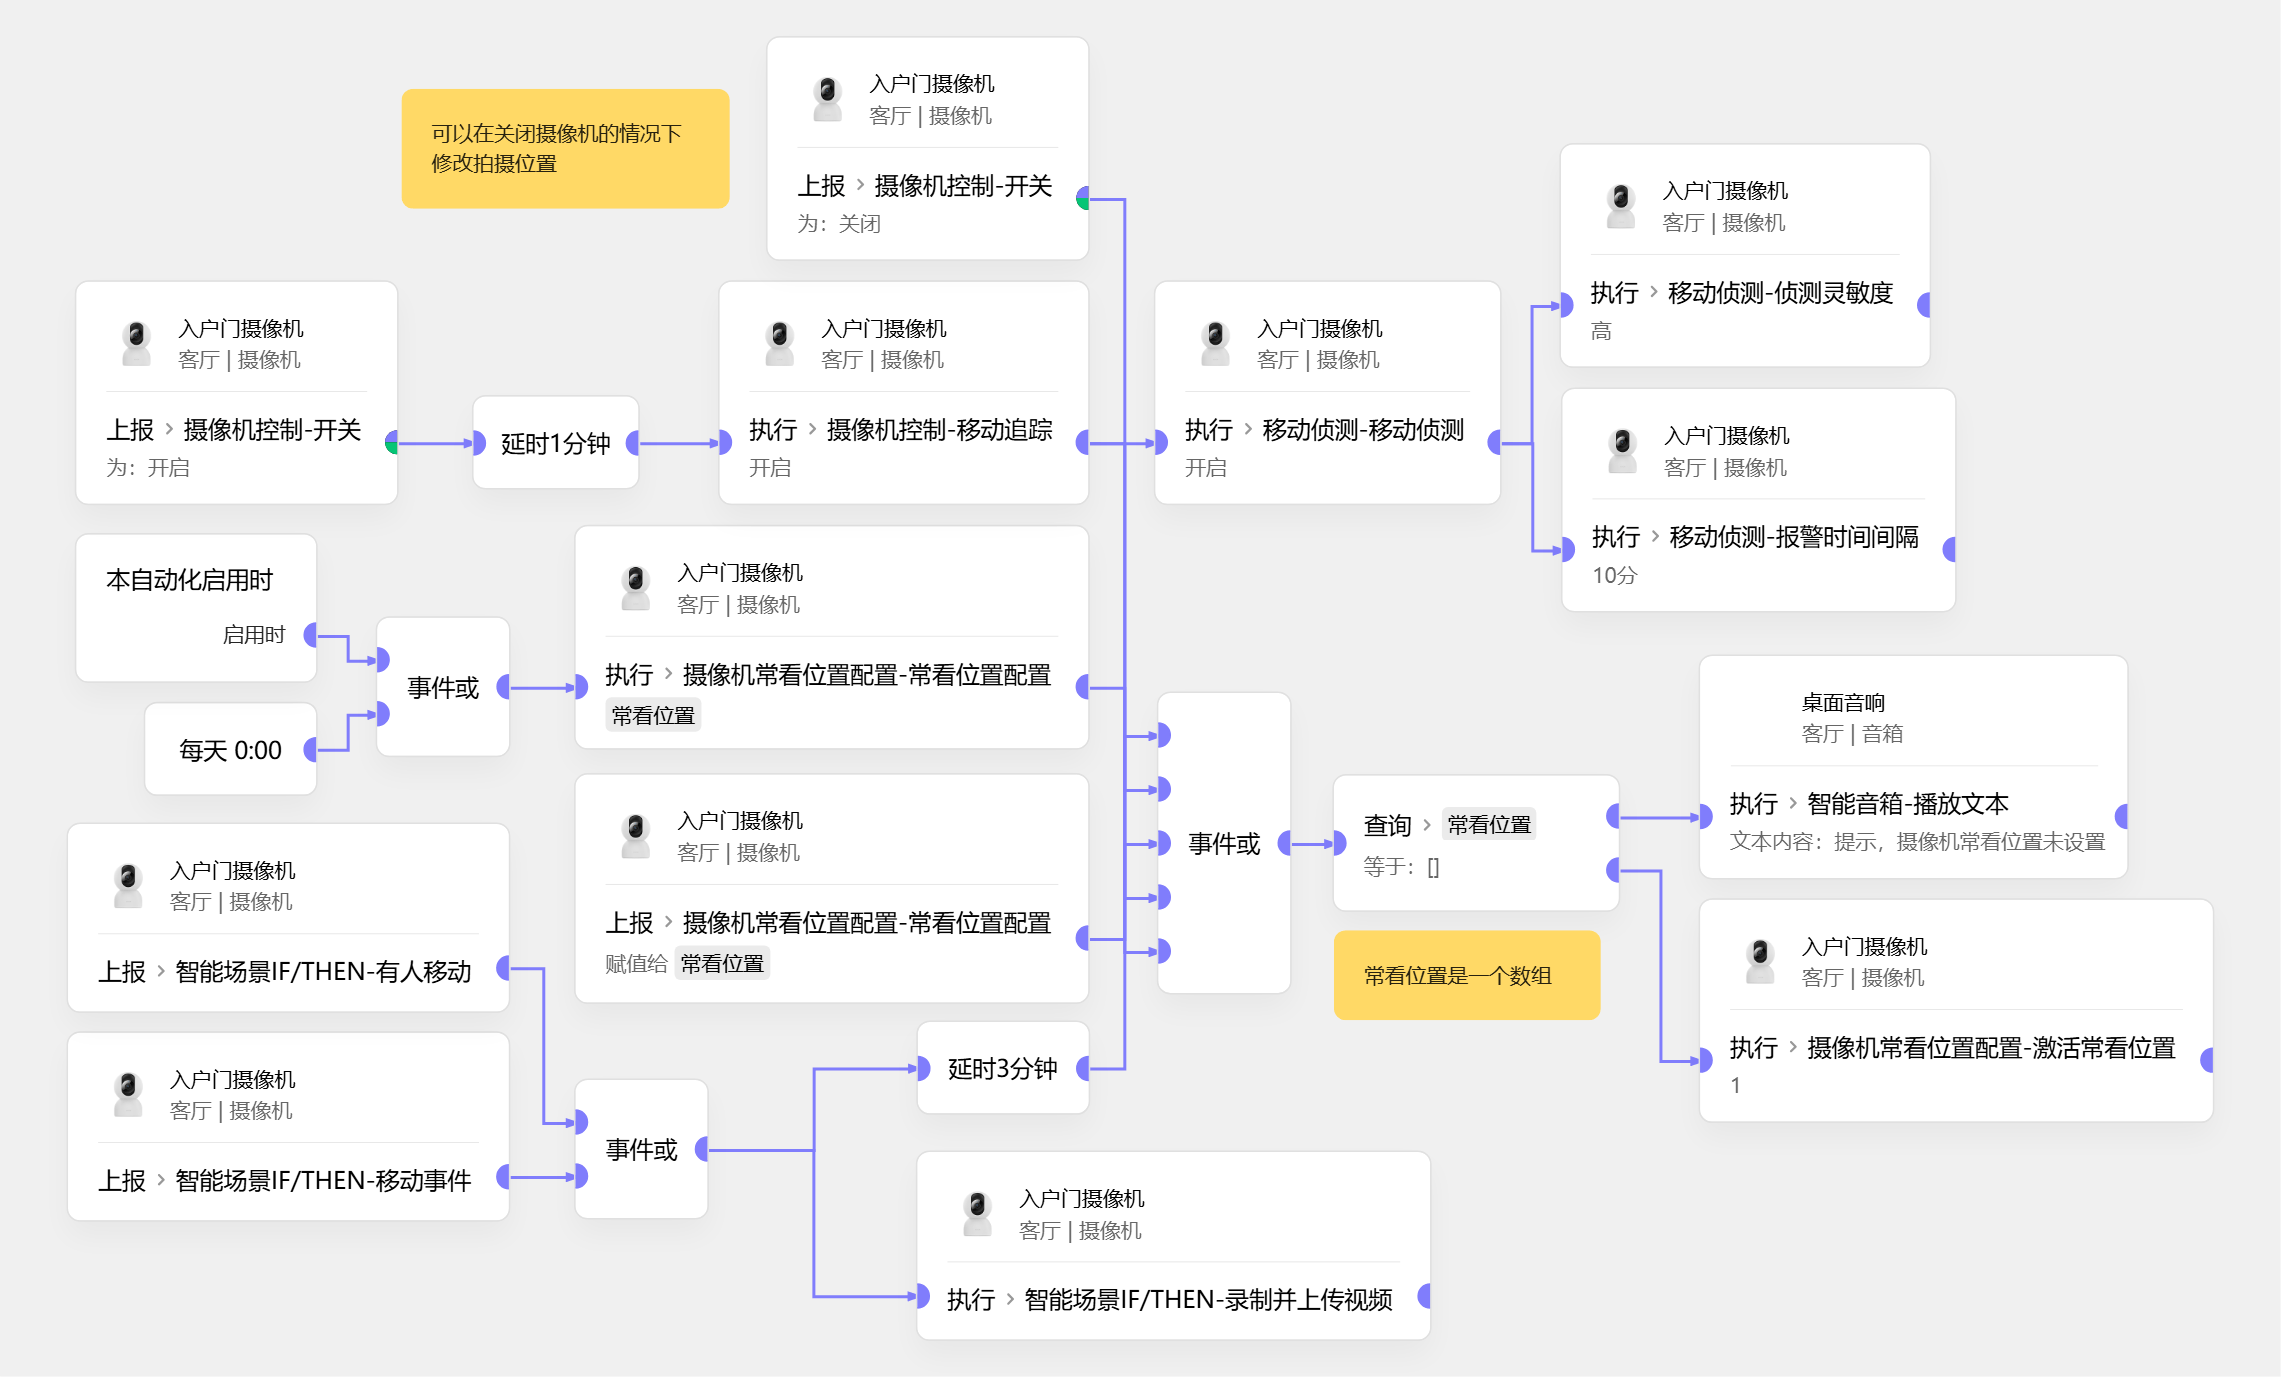 可以在关闭摄像机的情况下
修改拍摄位置
入户门摄像机
客厅 | 摄像机
上报 > 摄像机控制-开关
为：关闭
入户门摄像机
客厅 | 摄像机
上报 > 摄像机控制-开关
为：开启
延时1分钟
入户门摄像机
客厅 | 摄像机
执行 > 摄像机控制-移动追踪
开启
入户门摄像机
客厅 | 摄像机
执行 > 移动侦测-移动侦测
开启
入户门摄像机
客厅 | 摄像机
执行 > 移动侦测-侦测灵敏度
高
入户门摄像机
客厅 | 摄像机
执行 > 移动侦测-报警时间间隔
10分
本自动化启用时
启用时
每天 0:00
事件或
入户门摄像机
客厅 | 摄像机
执行 > 摄像机常看位置配置-常看位置配置
常看位置
入户门摄像机
客厅 | 摄像机
上报 > 摄像机常看位置配置-常看位置配置
赋值给 常看位置
入户门摄像机
客厅 | 摄像机
上报 > 智能场景IF/THEN-有人移动
入户门摄像机
客厅 | 摄像机
上报 > 智能场景IF/THEN-移动事件
事件或
延时3分钟
入户门摄像机
客厅 | 摄像机
执行 > 智能场景IF/THEN-录制并上传视频
事件或
查询 > 常看位置
等于：[]
常看位置是一个数组
桌面音响
客厅 | 音箱
执行 > 智能音箱-播放文本
文本内容：提示，摄像机常看位置未设置
入户门摄像机
客厅 | 摄像机
执行 > 摄像机常看位置配置-激活常看位置
1